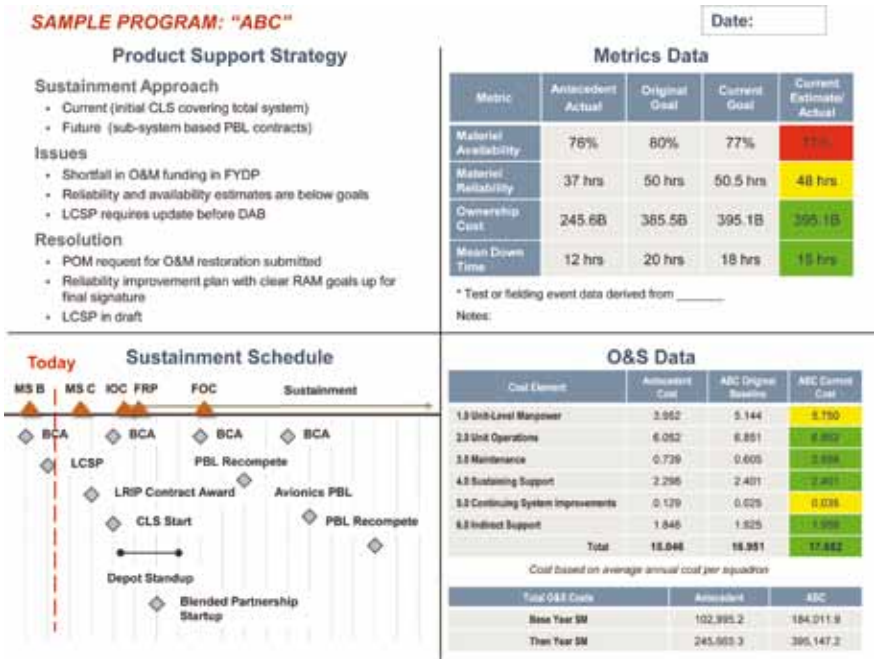 SAMPLE PROGRAM: "ABC"
Date:
Product Support Strategy
Sustainment Approach
• Current (initial CLS covering total system)
• Future (sub-system based PBL contracts)
Issues
• Shortfall in O&M funding in FYDP
• Reliability and availability estimates are below goals
• LCSP requires update before DAB
Resolution
• POM request for O&M restoration submitted
• Reliability improvement plan with clear RAM goals up for
final signature
• LCSP in draft
Metrics Data
Metric Antecedent Actual Original Goal Current Goal Current Estimate/ Actual
Materiel Availability 76% 80% 77%
Materiel Reliability 37 hrs 50 hrs 50.5 hrs 48 hrs
Ownership Cost 245.6B 385.5B 395.1B 395.1B
Mean Down Time 12 hrs 20 hrs 18 hrs 15 hrs
* Test or fielding event data derived from _______
Notes:
Sustainment Schedule
Today
MS B MS C IOC FRP FOC Sustainment
BCA BCA BCA BCA
LCSP PBL Recompete
LRIP Contract Award Avionics PBL
CLS Start PBL Recompete
Depot Standup
Blended Partnership
Startup
O&S Data
Cost Element Antecedent Cost ABC Original Baseline ABC Current Cost
1.0 Unit-Level Manpower 3.952 5.144 5.750
2.0 Unit Operations 6.052 6.851
3.0 Maintenance 0.739 0.605
4.0 Sustaining Support 2.298 2.401
5.0 Continuing System Improvements 0.129 0.025 0.035
6.0 Indirect Support 1.846 1.925
Total 15.046 16.951
Cost based on average annual cost per squadron
Total O&S Costs Antecedent ABC
Base Year $M 102,995.2 184,011.9
Then Year $M 395,147.2